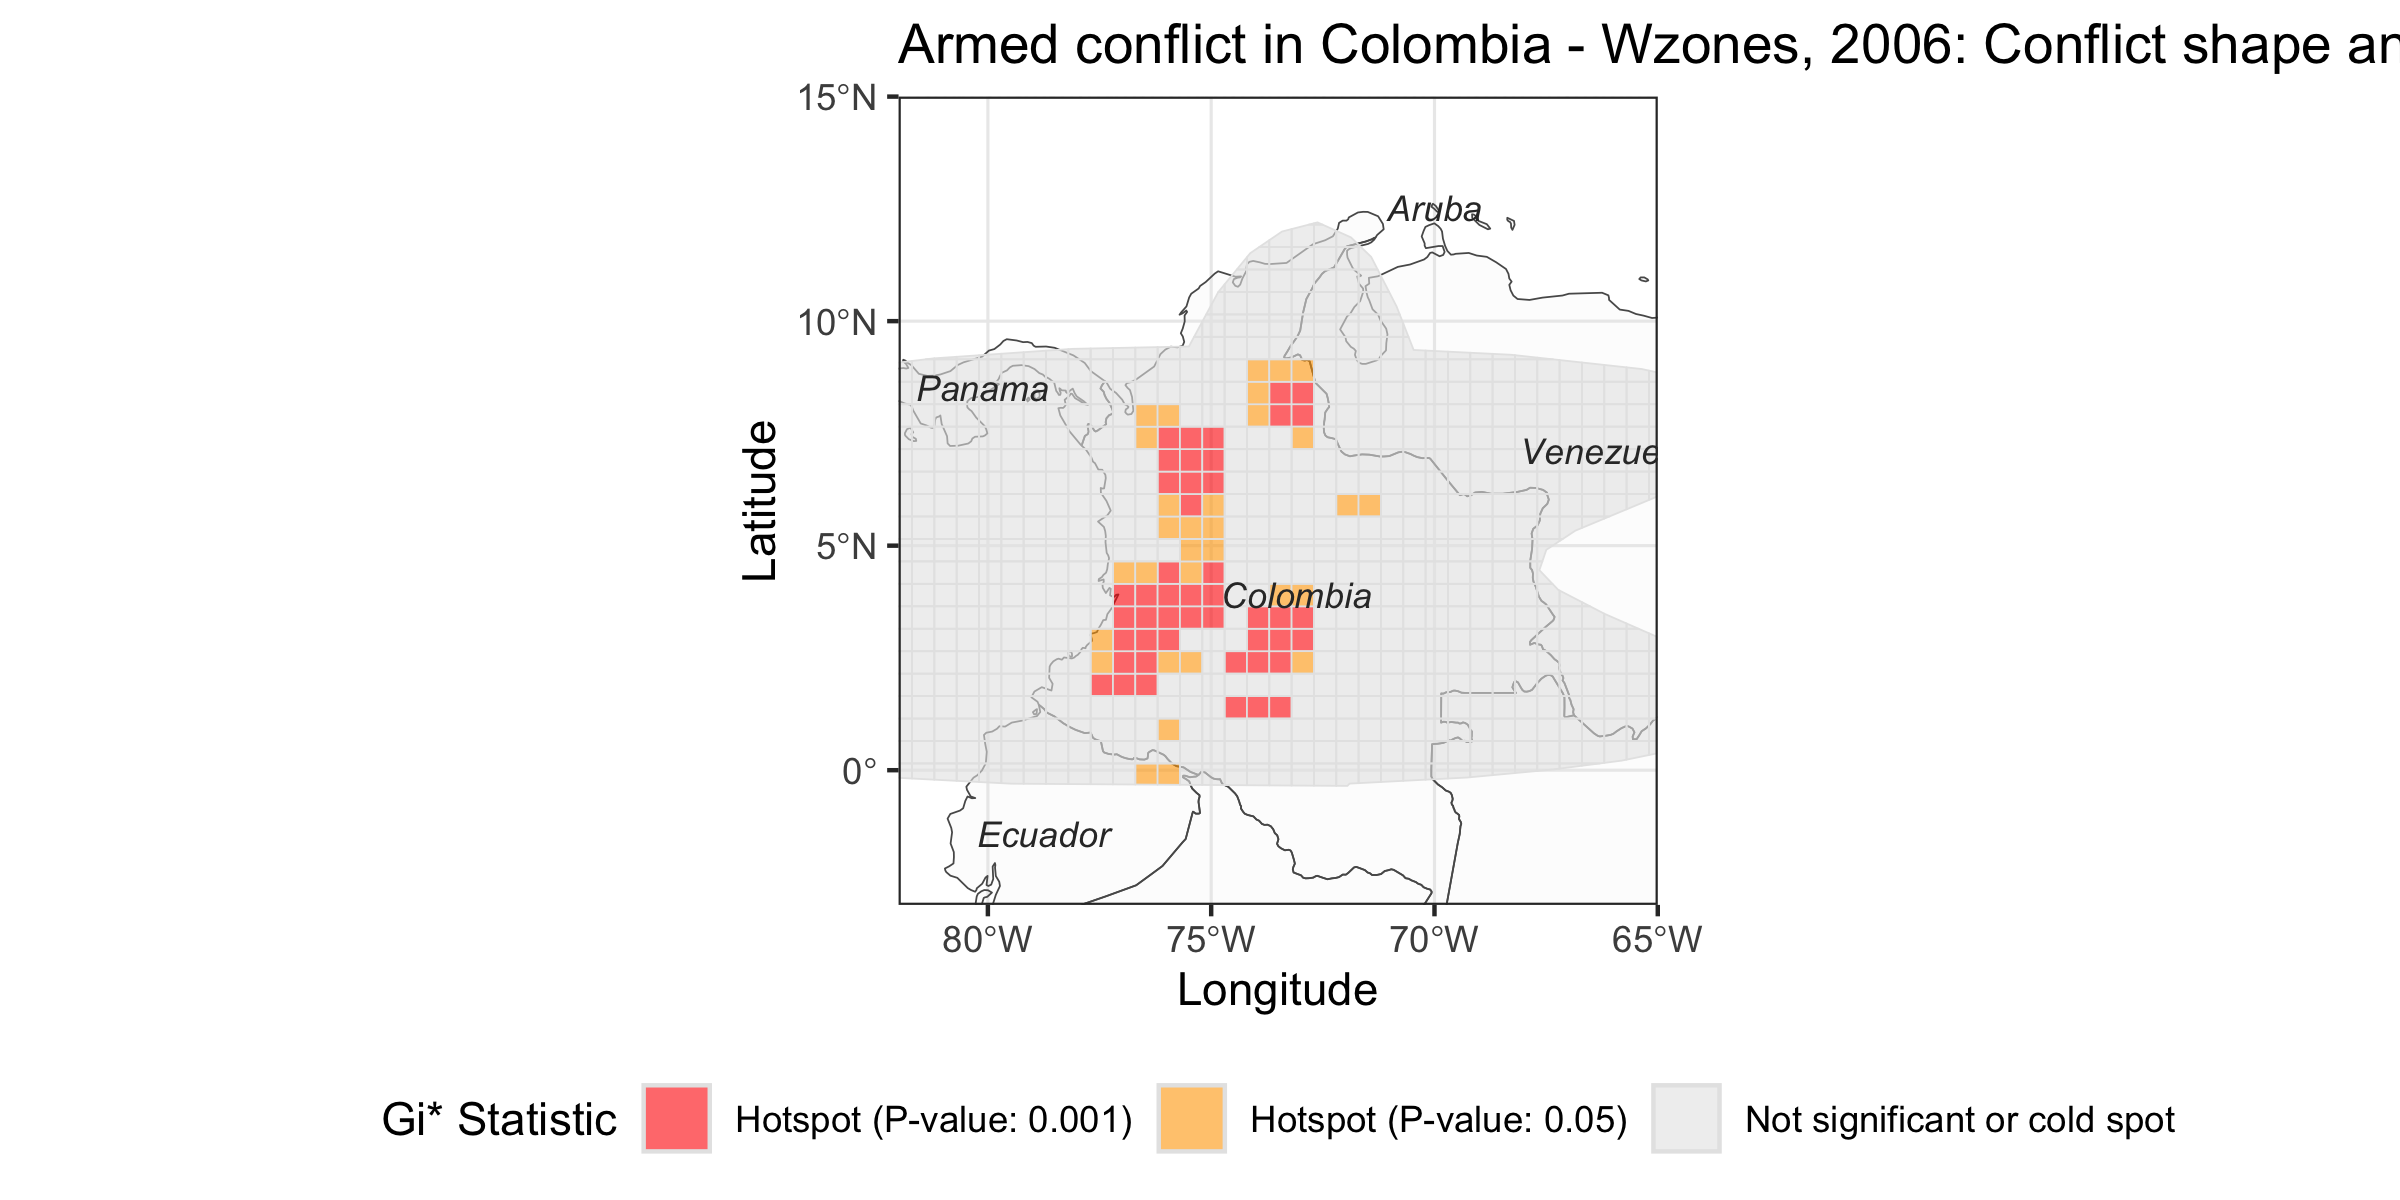 Armed conflict in Colombia - Wzones, 2006: Conflict shape an
15°N
10°N
5°N
0°
Latitude
Aruba
Panama
Venezue
Colombia
Ecuador
80°W 75°W 70°W 65°W
Longitude
Gi* Statistic Hotspot (P-value: 0.001) Hotspot (P-value: 0.05) Not significant or cold spot